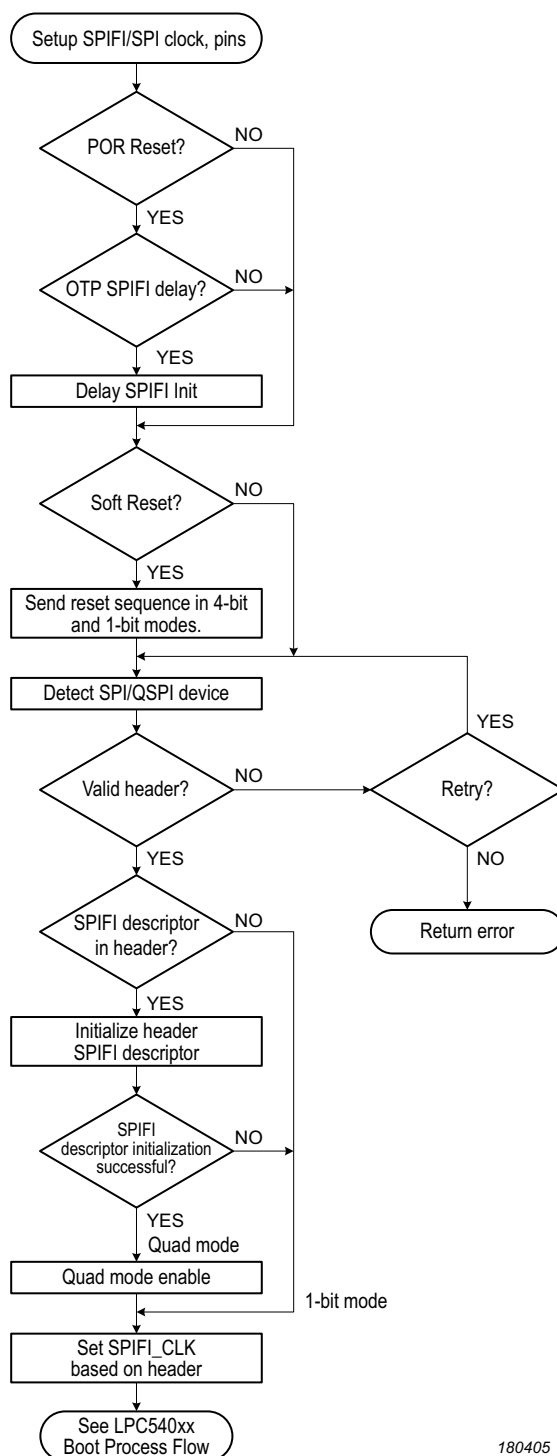 Setup SPIFI/SPI clock, pins
POR Reset?
NO
YES
OTP SPIFI delay?
NO
YES
Delay SPIFI Init
Soft Reset?
NO
YES
Send reset sequence in 4-bit
and 1-bit modes.
Detect SPI/QSPI device
YES
Valid header?
NO
Retry?
YES
NO
SPIFI descriptor
in header?
NO
Return error
YES
Initialize header
SPIFI descriptor
SPIFI
descriptor initialization
successful?
NO
YES
Quad mode
Quad mode enable
1-bit mode
Set SPIFI_CLK
based on header
See LPC540xx
Boot Process Flow
180405